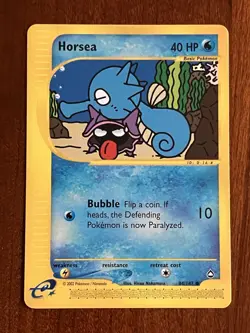 Horsea
40 HP
Basic Pokémon
Bubble Flip a coin. If
heads, the Defending
Pokémon is now Paralyzed.
10
weakness
resistance
retreat cost